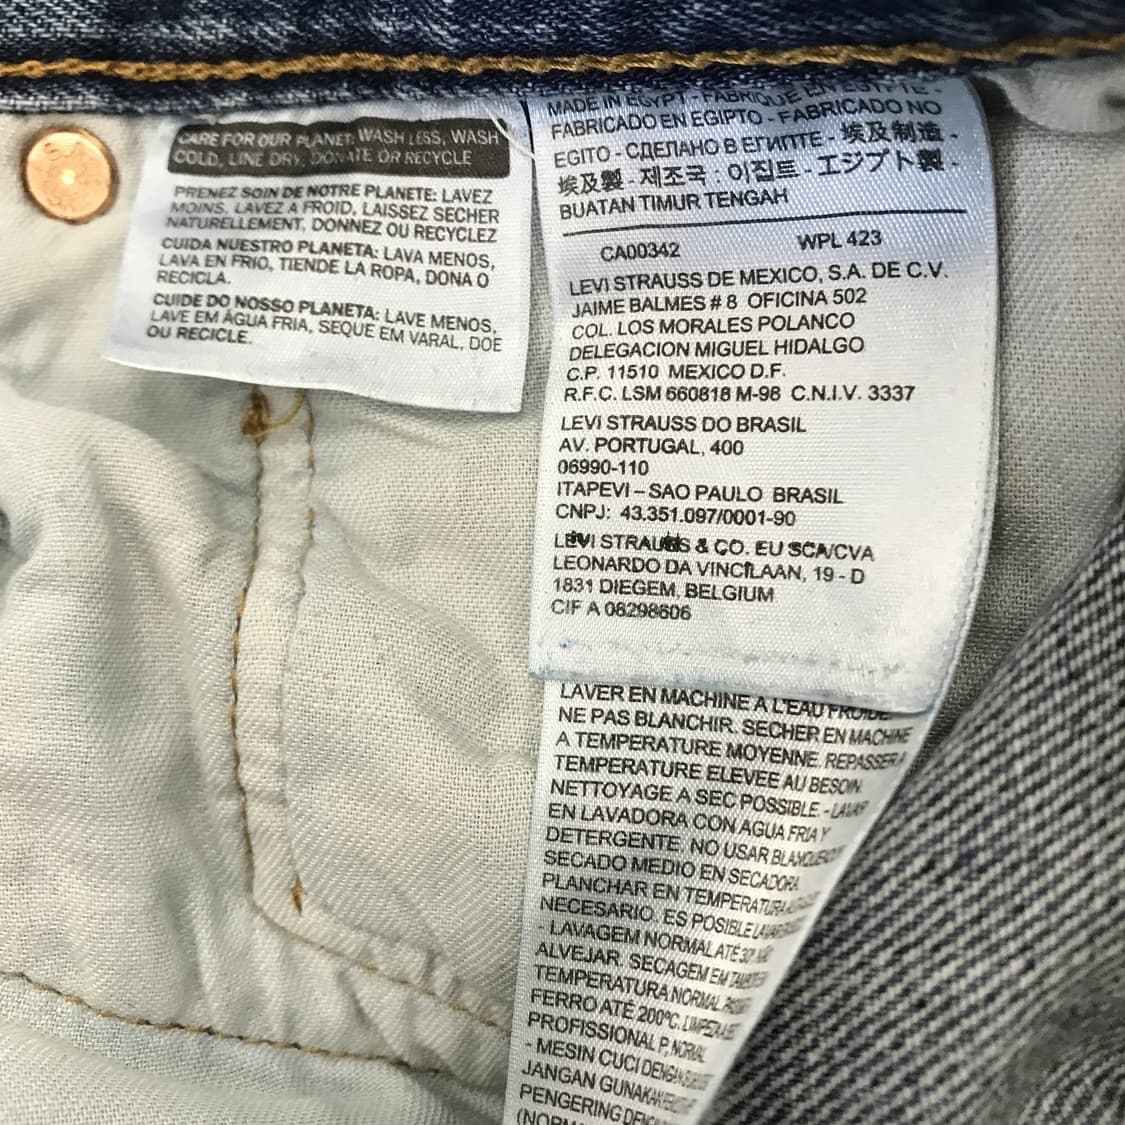 CARE FOR OUR PLANET: WASH LESS, WASH
COLD, LINE DRY, DONATE OR RECYCLE
PRENEZ SOIN DE NOTRE PLANETE: LAVEZ
MOINS, LAVEZ A FROID, LAISSEZ SECHER
NATURELLEMENT, DONNEZ OU RECYCLEZ
CUIDA NUESTRO PLANETA: LAVA MENOS,
LAVA EN FRIO, TIENDE LA ROPA, DONA O
RECICLA.
CUIDE DO NOSSO PLANETA: LAVE MENOS,
LAVE EM ÁGUA FRIA, SEQUE EM VARAL, DOE
OU RECICLE.
MADE IN EGYPT - FABRIQUE EN EGYPTE -
FABRICADO EN EGIPTO - FABRICADO NO
EGITO - СДЕЛАНО В ЕГИПТЕ - 埃及制造 -
埃及製 - 제조국 : 이집트 - エジプト製 -
BUATAN TIMUR TENGAH
CA00342 WPL 423
LEVI STRAUSS DE MEXICO, S.A. DE C.V.
JAIME BALMES # 8 OFICINA 502
COL. LOS MORALES POLANCO
DELEGACION MIGUEL HIDALGO
C.P. 11510 MEXICO D.F.
R.F.C. LSM 660818 M-98 C.N.I.V. 3337
LEVI STRAUSS DO BRASIL
AV. PORTUGAL, 400
06990-110
ITAPEVI – SAO PAULO BRASIL
CNPJ: 43.351.097/0001-90
LEVI STRAUSS & CO. EU SCA/CVA
LEONARDO DA VINCILAAN, 19 - D
1831 DIEGEM, BELGIUM
CIF A 08298606
LAVER EN MACHINE A L'EAU FROIDE.
NE PAS BLANCHIR. SECHER EN MACHINE
A TEMPERATURE MOYENNE. REPASSER A
TEMPERATURE ELEVEE AU BESOIN
NETTOYAGE A SEC POSSIBLE. - LAVAR
EN LAVADORA CON AGUA FRIA Y
DETERGENTE. NO USAR
SECADO MEDIO EN SECADORA
PLANCHAR EN TEMPERATURA
NECESARIO. ES POSIBLE
- LAVAGEM NORMAL ATÉ 30° NÃO
ALVEJAR. SECAGEM EM
TEMPERATURA NORMAL
FERRO ATÉ 200ºC.
PROFISSIONAL P, NORMAL
- MESIN CUCI DENGAN
JANGAN GUNAKAN
PENGERING